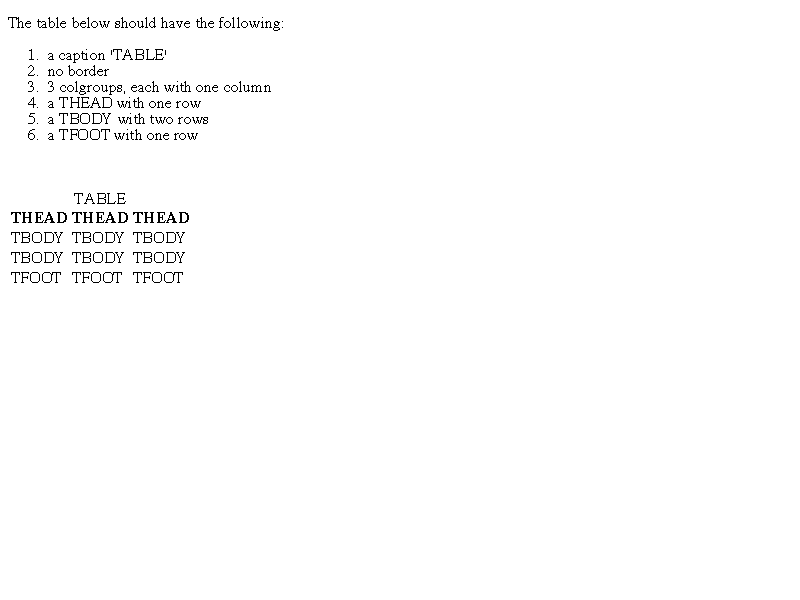 The table below should have the following:
1. a caption 'TABLE'
2. no border
3. 3 colgroups, each with one column
4. a THEAD with one row
5. a TBODY with two rows
6. a TFOOT with one row
TABLE
THEAD THEAD THEAD
TBODY TBODY TBODY
TBODY TBODY TBODY
TFOOT TFOOT TFOOT